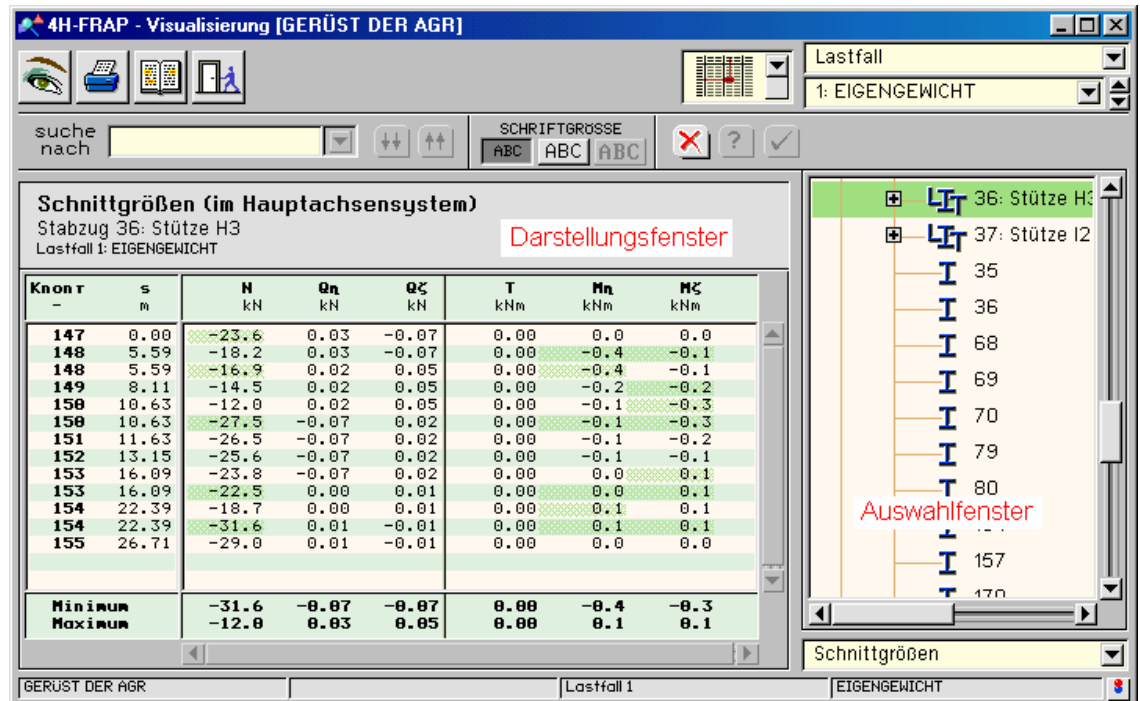 4H-FRAP - Visualisierung [GERÜST DER AGR]
Lastfall
1: EIGENGEWICHT
suche nach
SCHRIFTGRÖSSE
ABC ABC ABC
Schnittgrößen (im Hauptachsensystem)
Stabzug 36: Stütze H3
Lastfall 1: EIGENGEWICHT
Darstellungsfenster
Knoпт s N Qη Qζ T Mη Mζ
– m kN kN kN kNm kNm kNm
147 0.00 -23.6 0.03 -0.07 0.00 0.0 0.0
148 5.59 -18.2 0.03 -0.07 0.00 -0.4 -0.1
148 5.59 -16.9 0.02 0.05 0.00 -0.4 -0.1
149 8.11 -14.5 0.02 0.05 0.00 -0.2 -0.2
150 10.63 -12.0 0.02 0.05 0.00 -0.1 -0.3
150 10.63 -27.5 -0.07 0.02 0.00 -0.1 -0.3
151 11.63 -26.5 -0.07 0.02 0.00 -0.1 -0.2
152 13.15 -25.6 -0.07 0.02 0.00 -0.1 -0.1
153 16.09 -23.8 -0.07 0.02 0.00 0.0 0.1
153 16.09 -22.5 0.00 0.01 0.00 0.0 0.1
154 22.39 -18.7 0.00 0.01 0.00 0.1 0.1
154 22.39 -31.6 0.01 -0.01 0.00 0.1 0.1
155 26.71 -29.0 0.01 -0.01 0.00 0.0 0.0
Minimum -31.6 -0.07 -0.07 0.00 -0.4 -0.3
Maximum -12.0 0.03 0.05 0.00 0.1 0.1
36: Stütze H3
37: Stütze I2
35
36
68
69
70
79
80
Auswahlfenster
157
170
Schnittgrößen
GERÜST DER AGR Lastfall 1 EIGENGEWICHT